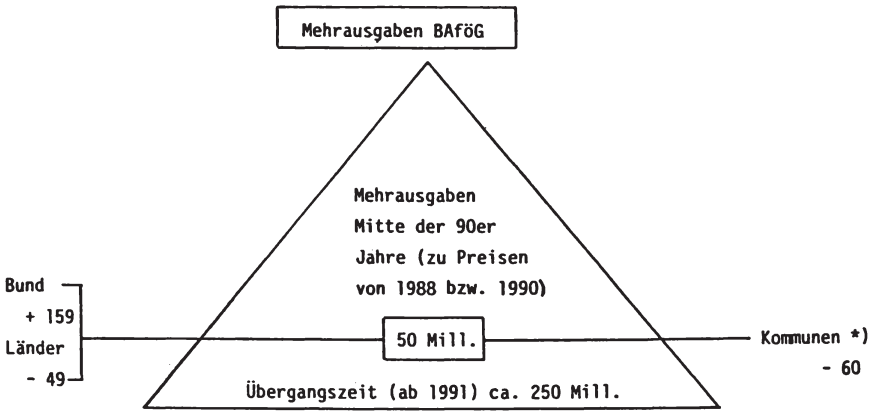 Mehrausgaben BAföG
Mehrausgaben
Mitte der 90er
Jahre (zu Preisen
von 1988 bzw. 1990)
Bund
+ 159
Länder
- 49
50 Mill.
Kommunen *)
- 60
Übergangszeit (ab 1991) ca. 250 Mill.